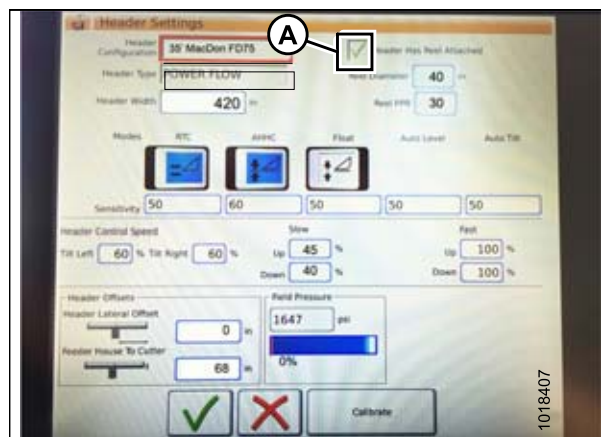 Header Settings
A
Header Configuration
35' MacDon FD75
Header Has Reel Attached
Header Type
POWER FLOW
Reel Diameter
40
in
Header Width
420
in
Reel PPR
30
Modes
RTC
AHHC
Float
Auto Level
Auto Tilt
Sensitivity
50
60
50
50
50
Header Control Speed
Slow
Fast
Tilt Left
60
%
Tilt Right
60
%
Up
45
%
Up
100
%
Down
40
%
Down
100
%
Header Offsets
Field Pressure
Header Lateral Offset
0
in
1647
psi
Feeder House To Cutter
68
in
0%
Calibrate
1018407